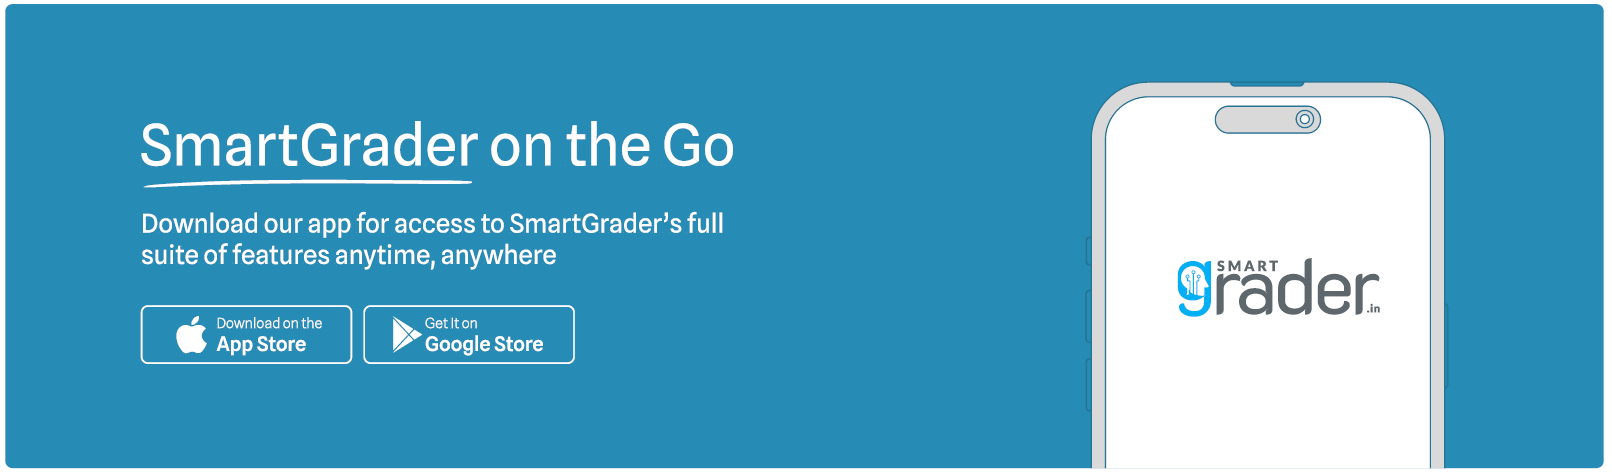 SmartGrader on the Go
Download our app for access to SmartGrader’s full
suite of features anytime, anywhere
Download on the
App Store
Get It on
Google Store
SMART
grader.in